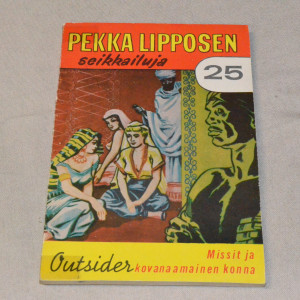 PEKKA LIPPOSEN
seikkailuja
25
Outsider
Missit ja
kovanaamainen konna